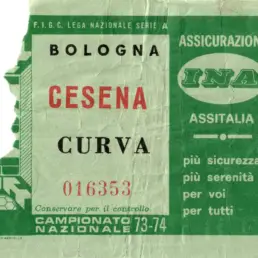 F. I. G. C. LEGA NAZIONALE SERIE A
BOLOGNA
CESENA
CURVA
016353
Conservare per il controllo
CAMPIONATO
NAZIONALE 73-74
ASSICURAZION
INA
ASSITALIA
più sicurezza
più serenità
per voi
per tutti